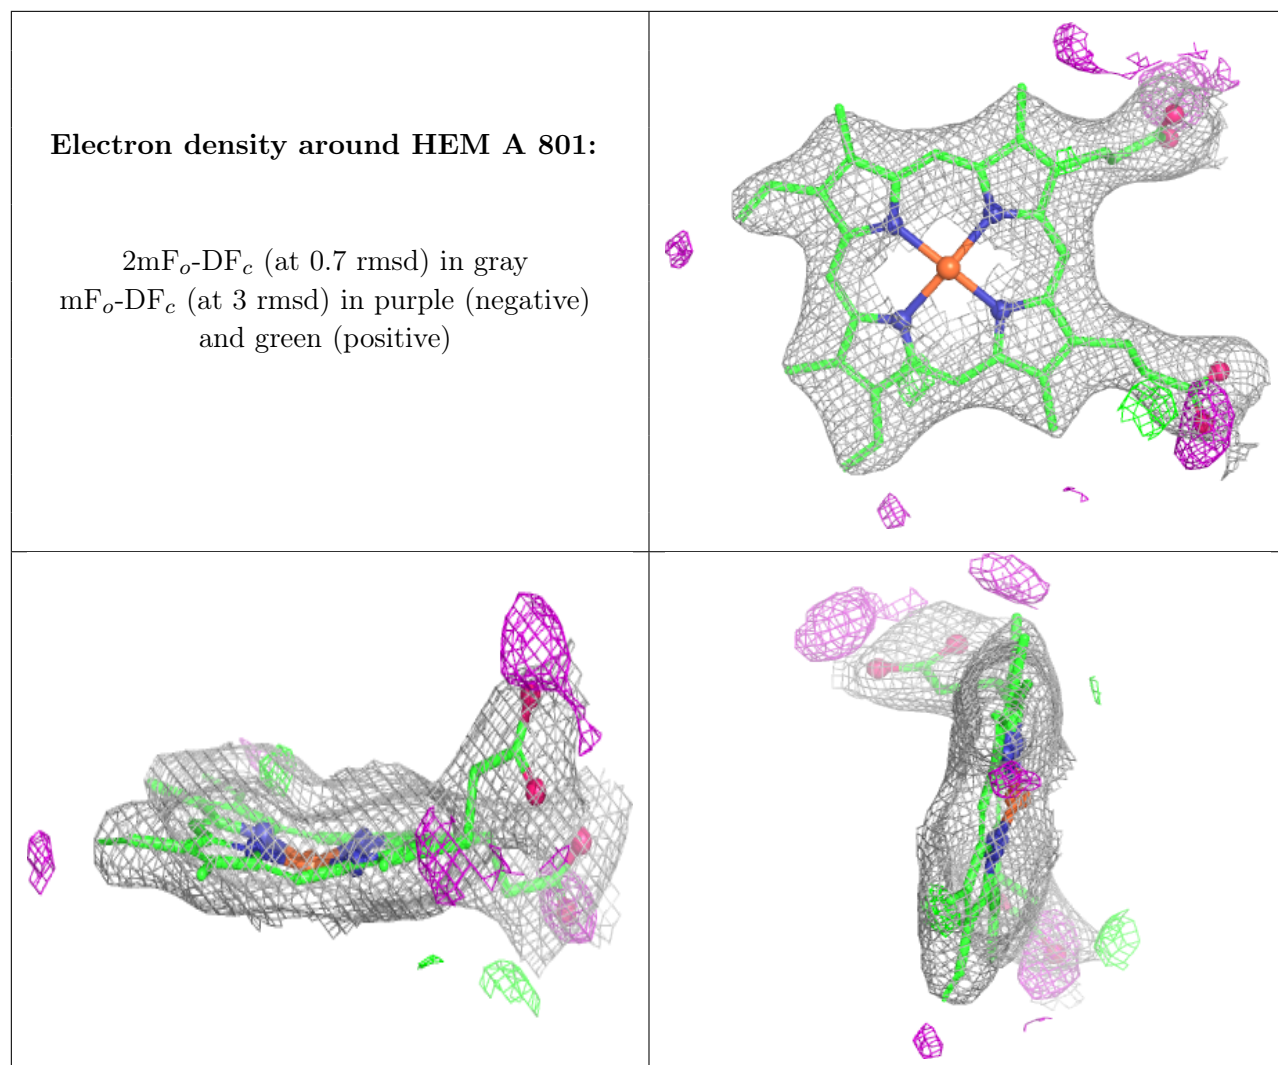 Electron density around HEM A 801:
2mFo-DFc (at 0.7 rmsd) in gray
mFo-DFc (at 3 rmsd) in purple (negative)
and green (positive)